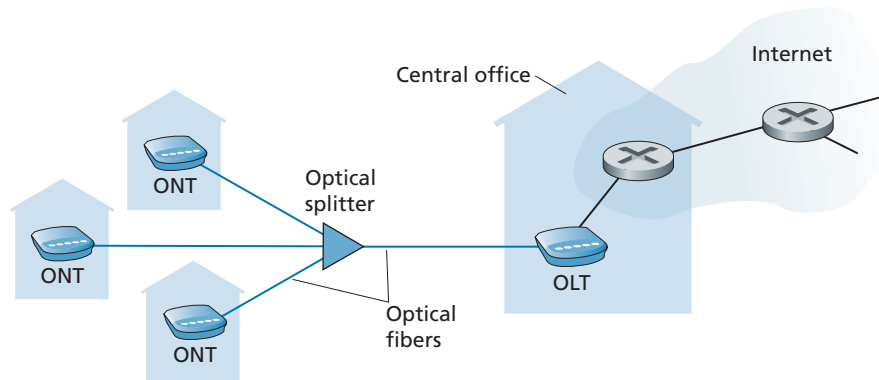 Internet
Central office
ONT
Optical
splitter
ONT
OLT
Optical
fibers
ONT